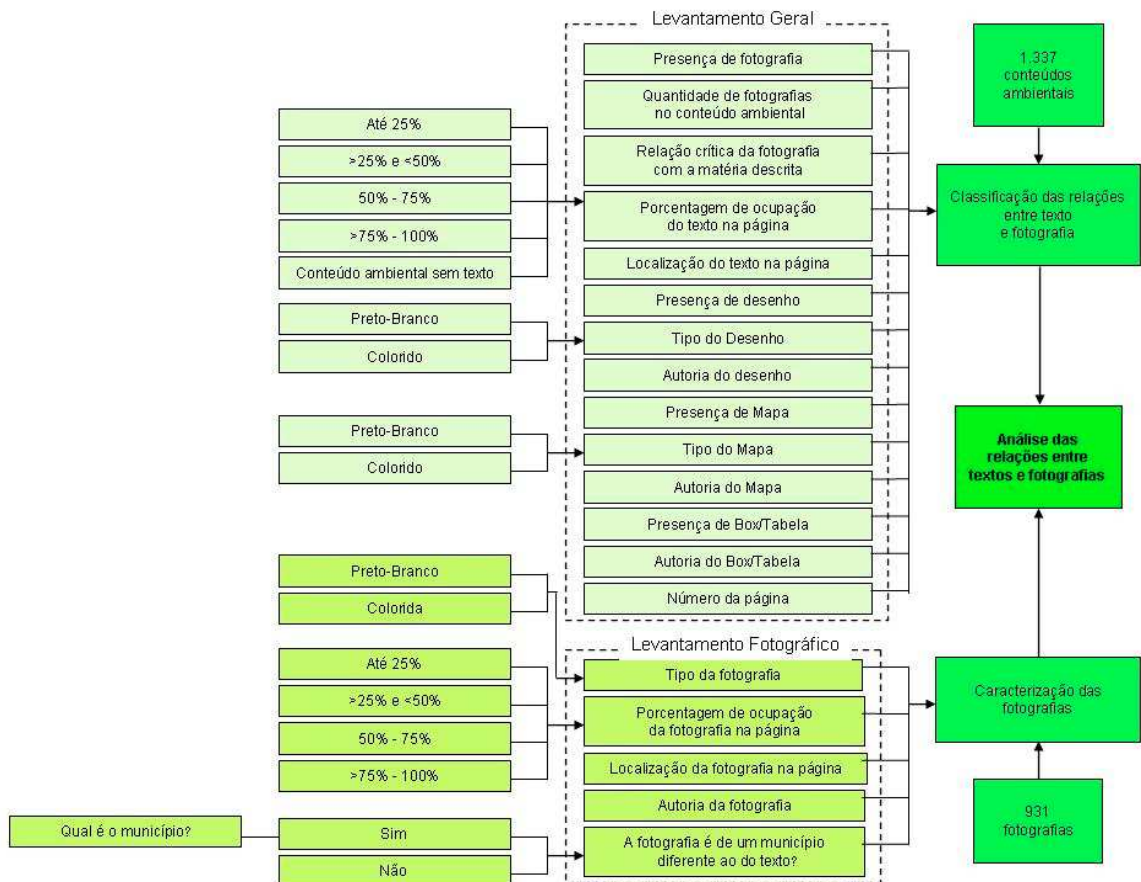 Levantamento Geral
Presença de fotografia
Quantidade de fotografias
no conteúdo ambiental
Relação crítica da fotografia
com a matéria descrita
Porcentagem de ocupação
do texto na página
Localização do texto na página
Presença de desenho
Tipo do Desenho
Autoria do desenho
Presença de Mapa
Tipo do Mapa
Autoria do Mapa
Presença de Box/Tabela
Autoria do Box/Tabela
Número da página
Até 25%
>25% e <50%
50% - 75%
>75% - 100%
Conteúdo ambiental sem texto
Preto-Branco
Colorido
Preto-Branco
Colorido
1.337
conteúdos
ambientais
Classificação das relações
entre texto
e fotografia
Análise das
relações entre
textos e fotografias
Preto-Branco
Colorida
Até 25%
>25% e <50%
50% - 75%
>75% - 100%
Qual é o município?
Sim
Não
Levantamento Fotográfico
Tipo da fotografia
Porcentagem de ocupação
da fotografia na página
Localização da fotografia na página
Autoria da fotografia
A fotografia é de um município
diferente ao do texto?
Caracterização das
fotografias
931
fotografias